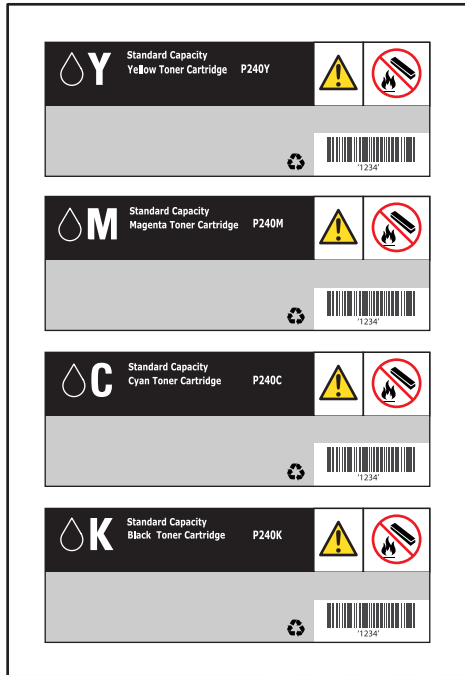 Y
Standard Capacity
Yellow Toner Cartridge P240Y
'1234'
M
Standard Capacity
Magenta Toner Cartridge P240M
'1234'
C
Standard Capacity
Cyan Toner Cartridge P240C
'1234'
K
Standard Capacity
Black Toner Cartridge P240K
'1234'